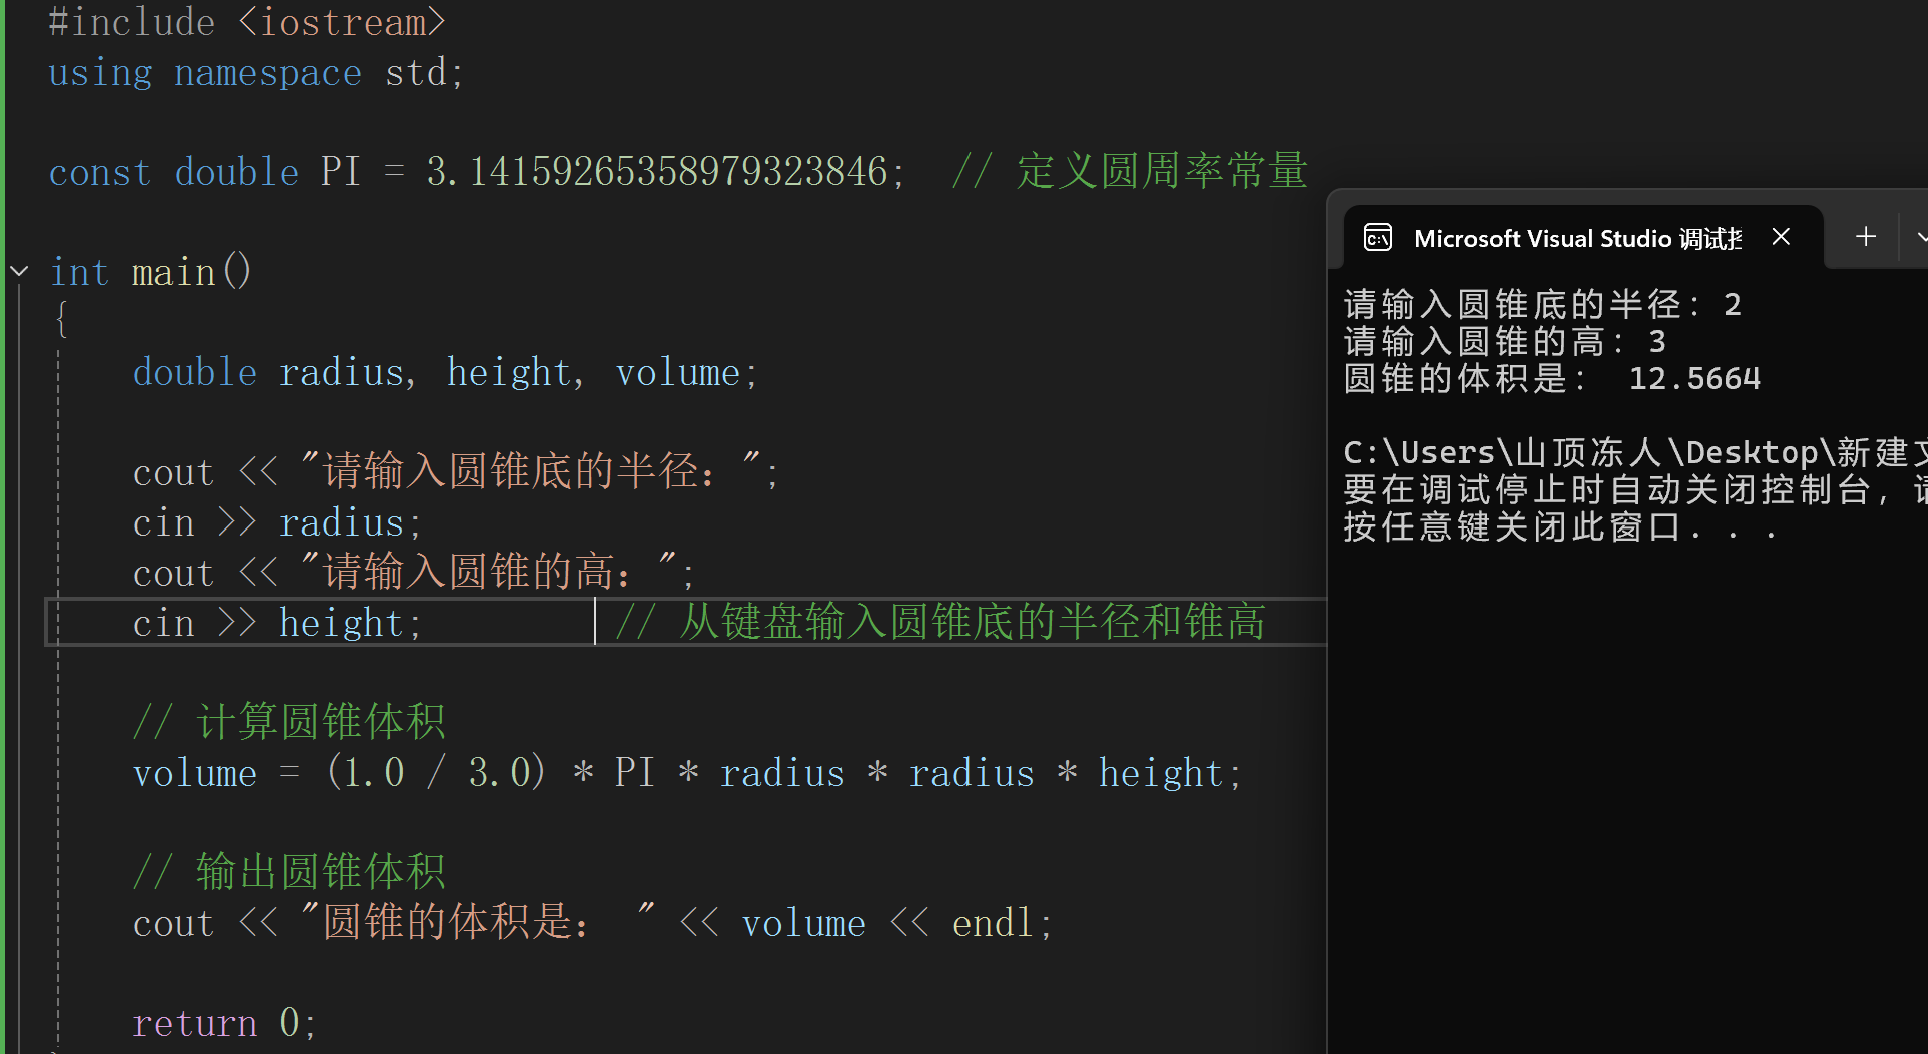 #include <iostream>
using namespace std;
const double PI = 3.14159265358979323846;  // 定义圆周率常量
int main()
{
double radius, height, volume;
cout << "请输入圆锥底的半径：";
cin >> radius;
cout << "请输入圆锥的高：";
cin >> height;         // 从键盘输入圆锥底的半径和锥高
// 计算圆锥体积
volume = (1.0 / 3.0) * PI * radius * radius * height;
// 输出圆锥体积
cout << "圆锥的体积是： " << volume << endl;
return 0;
Microsoft Visual Studio 调试
请输入圆锥底的半径：2
请输入圆锥的高：3
圆锥的体积是： 12.5664
C:\Users\山顶冻人\Desktop\新建
要在调试停止时自动关闭控制台，
按任意键关闭此窗口. . .